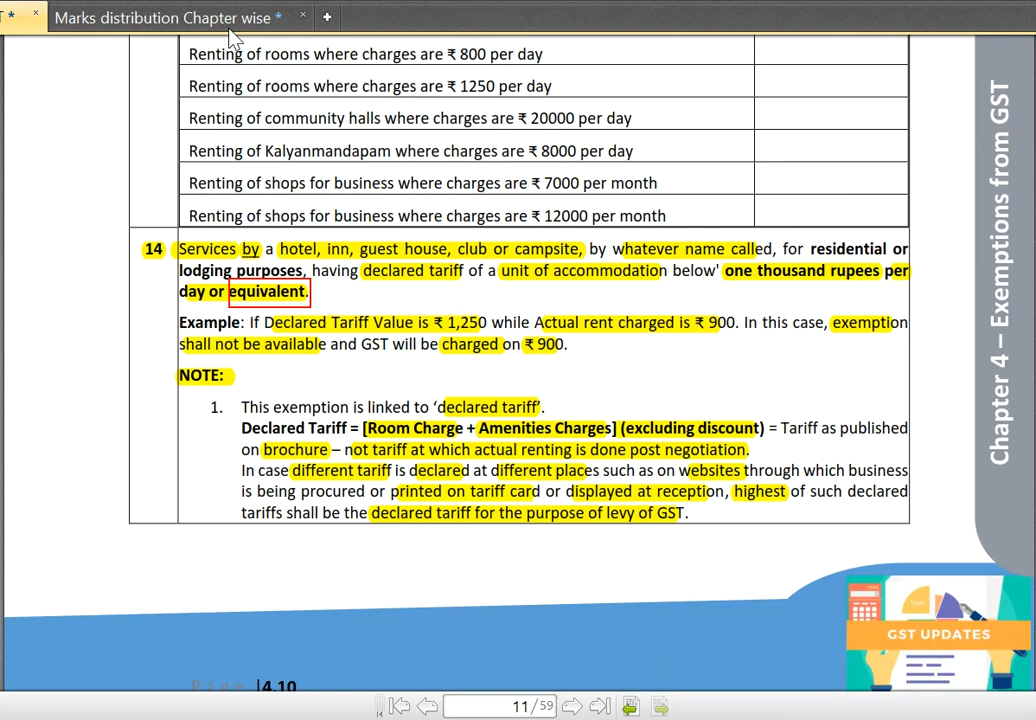 T *
Marks distribution Chapter wise *
Renting of rooms where charges are ₹ 800 per day
Renting of rooms where charges are ₹ 1250 per day
Renting of community halls where charges are ₹ 20000 per day
Renting of Kalyanmandapam where charges are ₹ 8000 per day
Renting of shops for business where charges are ₹ 7000 per month
Renting of shops for business where charges are ₹ 12000 per month
14 Services by a hotel, inn, guest house, club or campsite, by whatever name called, for residential or
lodging purposes, having declared tariff of a unit of accommodation below' one thousand rupees per
day or equivalent.
Example: If Declared Tariff Value is ₹ 1,250 while Actual rent charged is ₹ 900. In this case, exemption
shall not be available and GST will be charged on ₹ 900.
NOTE:
1. This exemption is linked to 'declared tariff'.
Declared Tariff = [Room Charge + Amenities Charges] (excluding discount) = Tariff as published
on brochure – not tariff at which actual renting is done post negotiation.
In case different tariff is declared at different places such as on websites through which business
is being procured or printed on tariff card or displayed at reception, highest of such declared
tariffs shall be the declared tariff for the purpose of levy of GST.
Chapter 4 – Exemptions from GST
GST UPDATES
Page |4.10
11 / 59